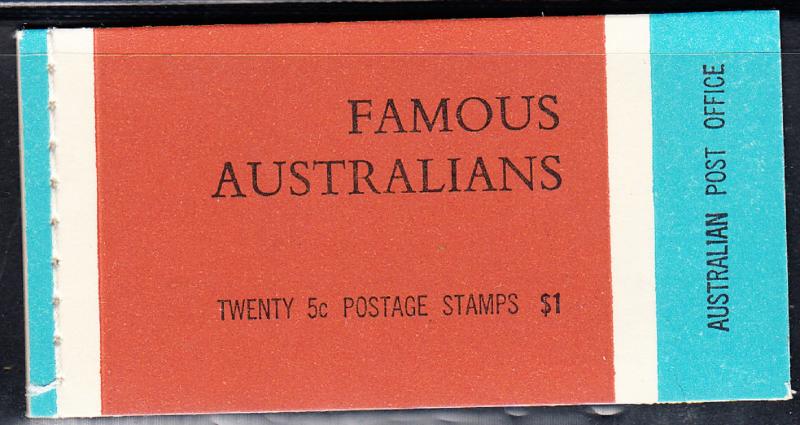 FAMOUS
AUSTRALIANS
TWENTY 5c POSTAGE STAMPS $1
AUSTRALIAN POST OFFICE